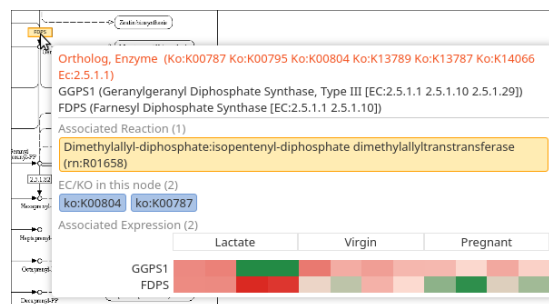 Zeatin biosynthesis
FDPS
Ortholog, Enzyme (Ko:K00787 Ko:K00795 Ko:K00804 Ko:K13789 Ko:K13787 Ko:K14066
Ec:2.5.1.1)
GGPS1 (Geranylgeranyl Diphosphate Synthase, Type III [EC:2.5.1.1 2.5.1.10 2.5.1.29])
FDPS (Farnesyl Diphosphate Synthase [EC:2.5.1.1 2.5.1.10])
Associated Reaction (1)
Dimethylallyl-diphosphate:isopentenyl-diphosphate dimethylallyltranstransferase
(rn:R01658)
EC/KO in this node (2)
ko:K00804 ko:K00787
Associated Expression (2)
Lactate Virgin Pregnant
GGPS1
FDPS